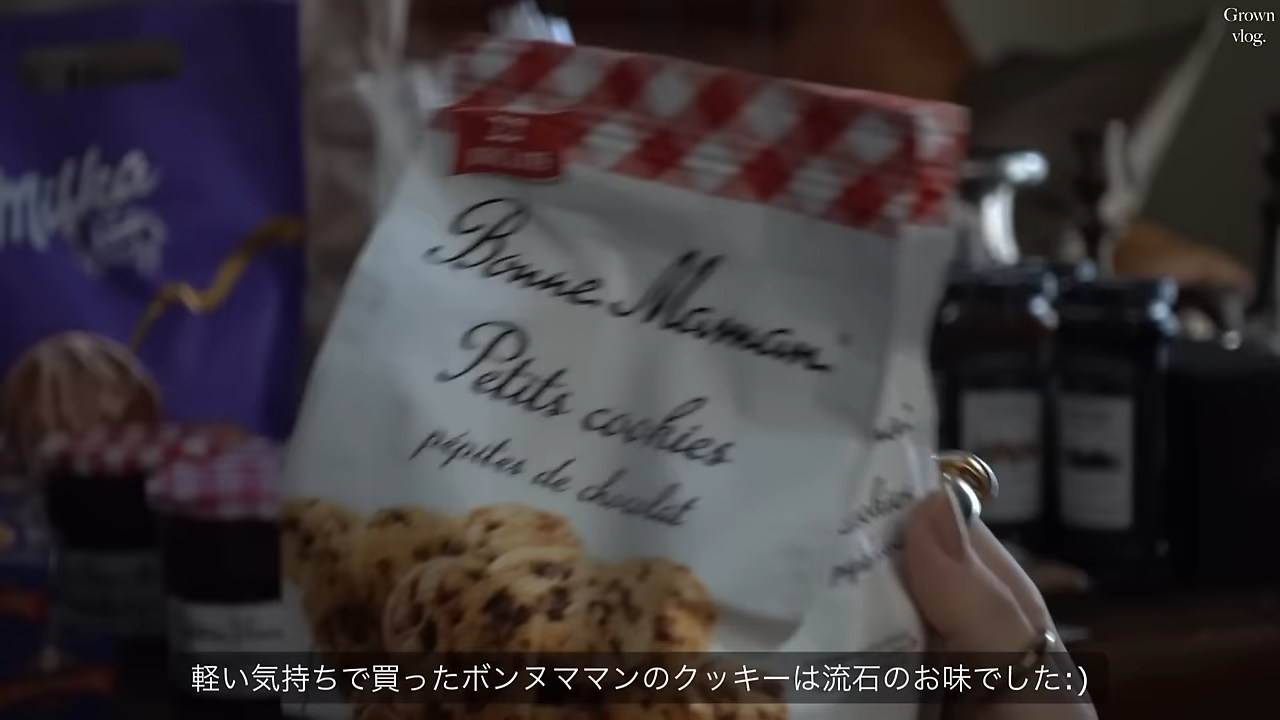 Grown
vlog.
Milka
Bonne Maman
Petits cookies
pépites de chocolat
軽い気持ちで買ったボンヌママンのクッキーは流石のお味でした:)